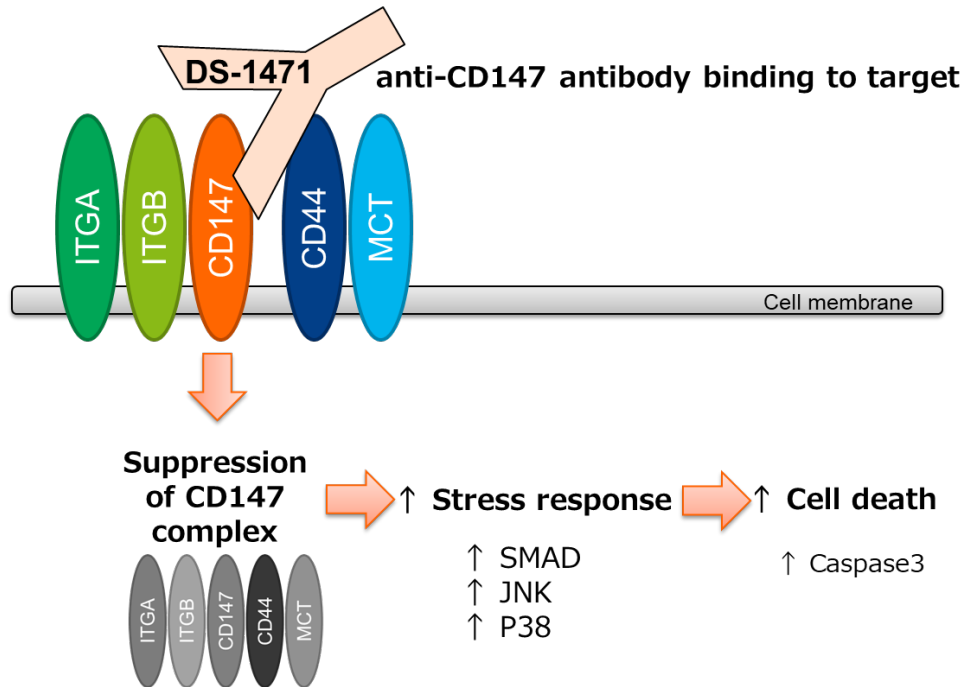 DS-1471
anti-CD147 antibody binding to target
ITGA
ITGB
CD147
CD44
MCT
Cell membrane
Suppression
of CD147
complex
↑ Stress response
↑ Cell death
↑ SMAD
↑ JNK
↑ P38
↑ Caspase3
ITGA
ITGB
CD147
CD44
MCT